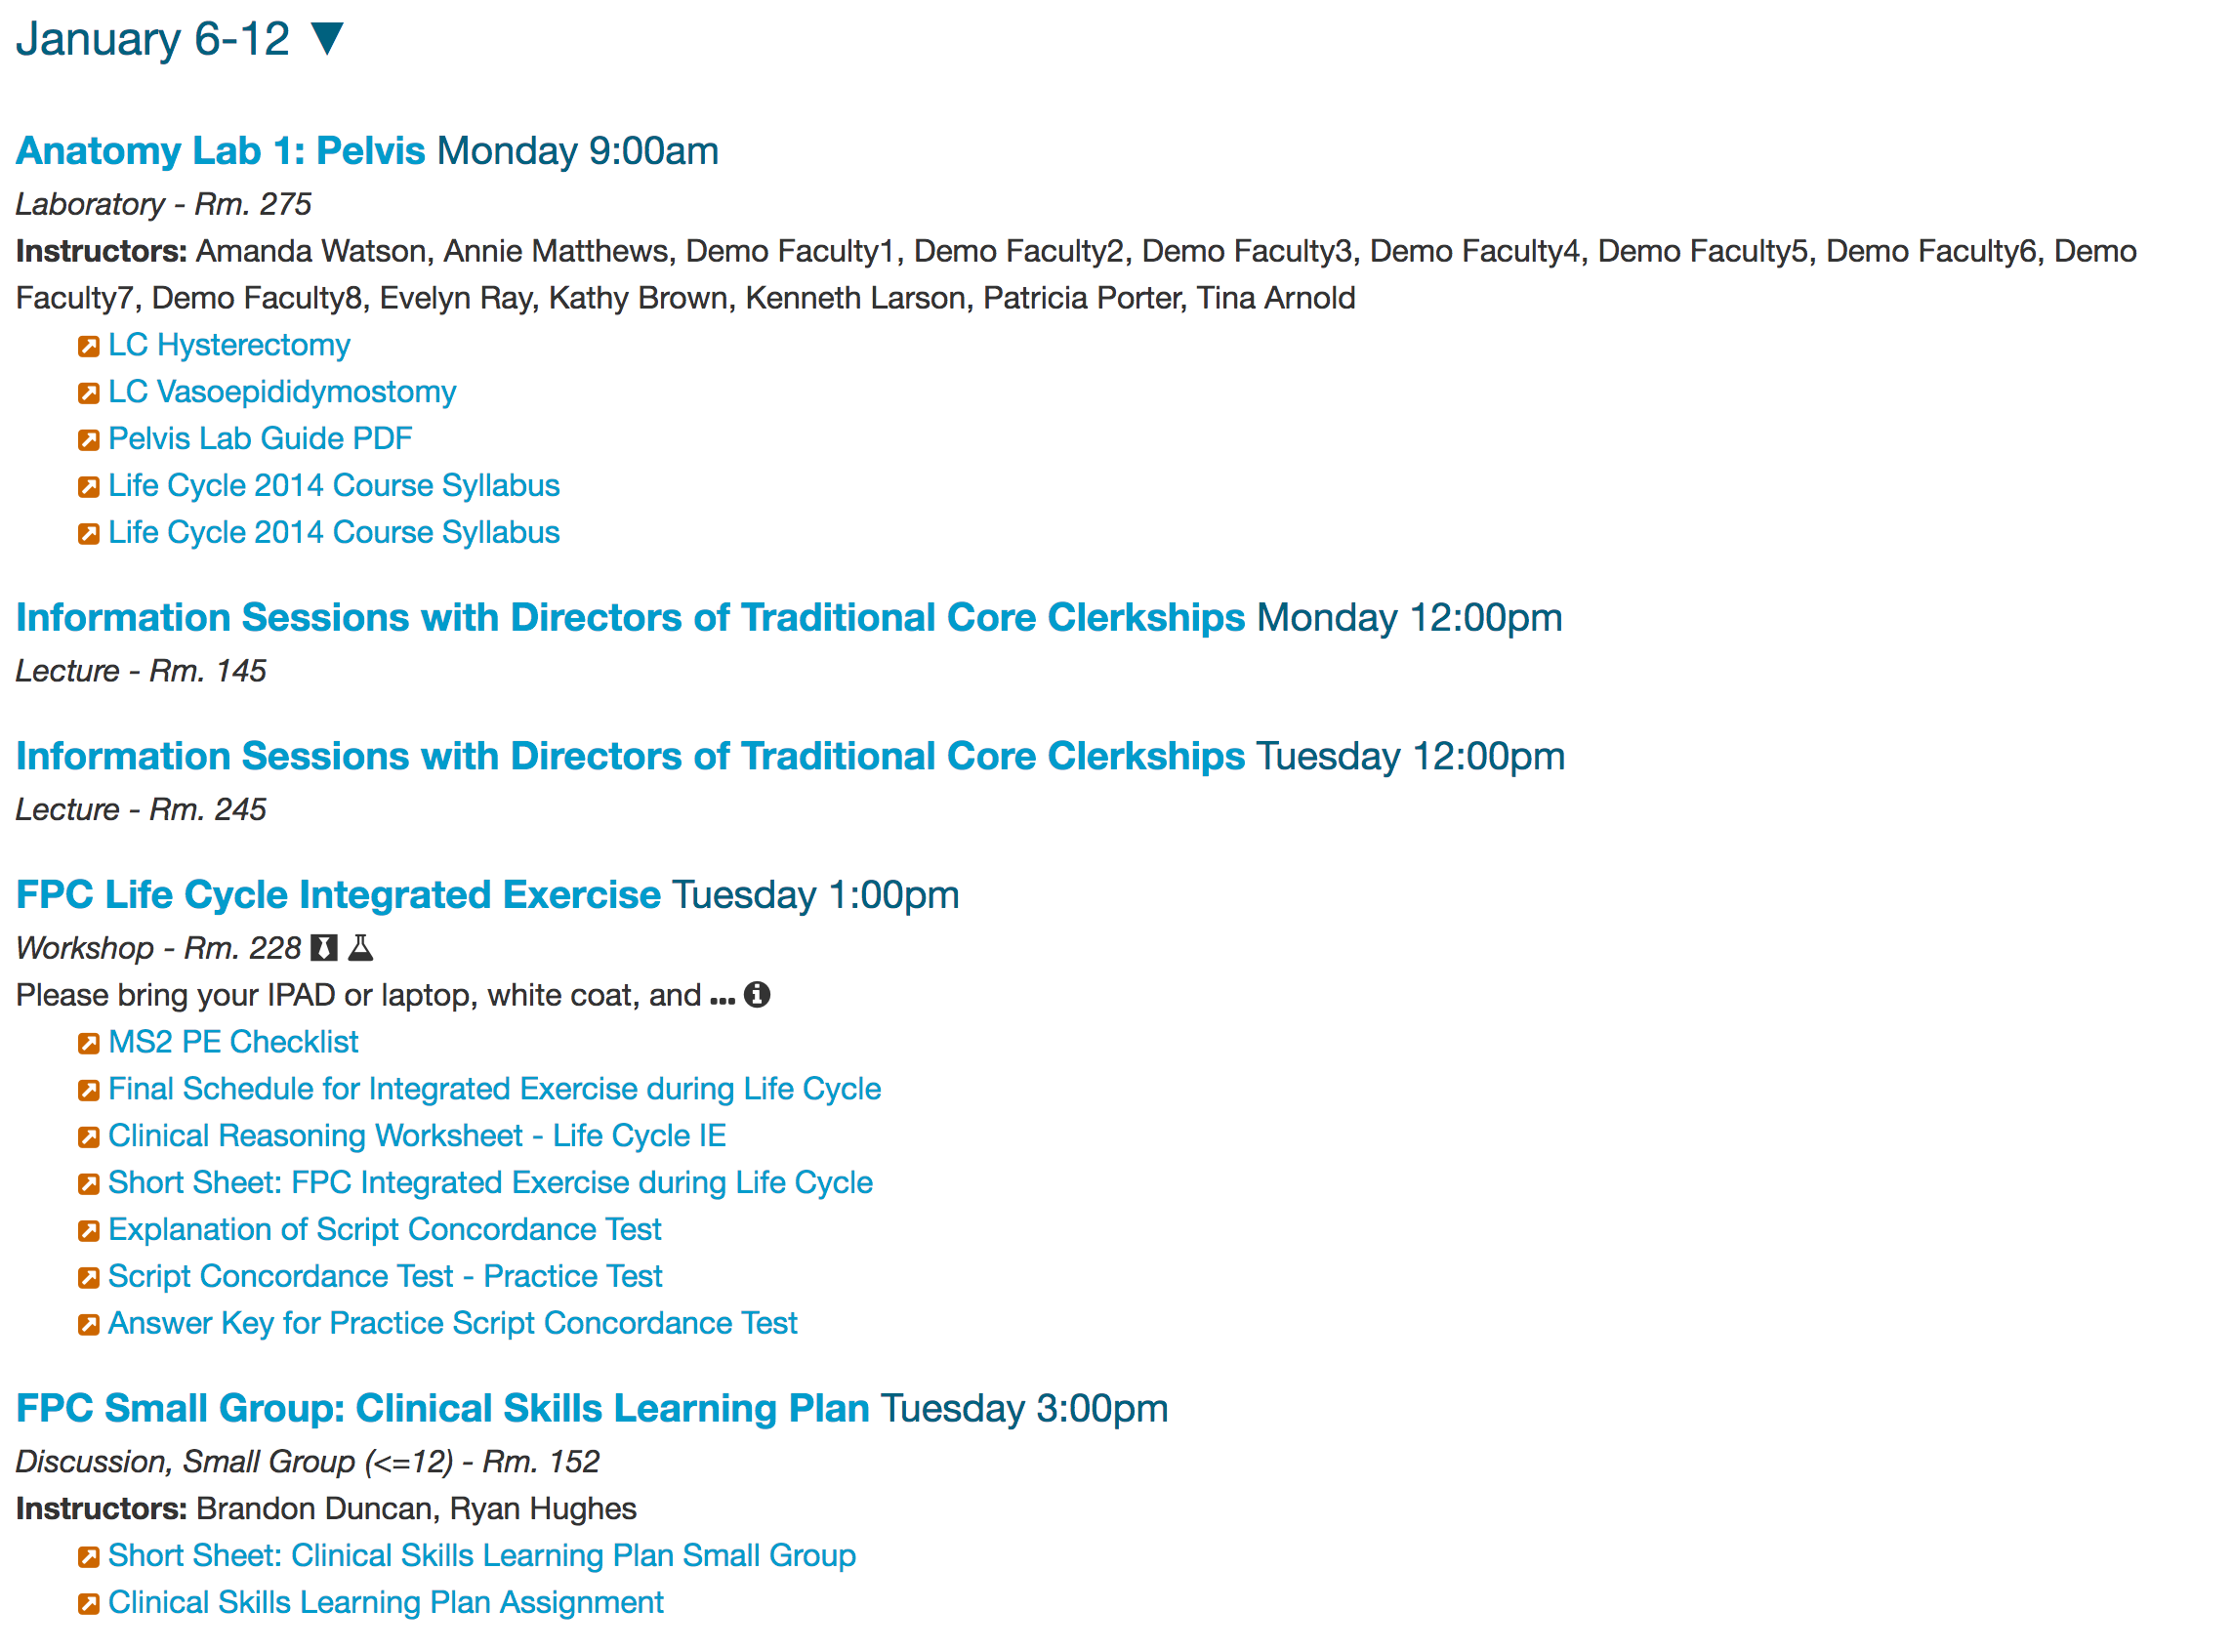 January 6-12 ▼
Anatomy Lab 1: Pelvis Monday 9:00am
Laboratory - Rm. 275
Instructors: Amanda Watson, Annie Matthews, Demo Faculty1, Demo Faculty2, Demo Faculty3, Demo Faculty4, Demo Faculty5, Demo Faculty6, Demo
Faculty7, Demo Faculty8, Evelyn Ray, Kathy Brown, Kenneth Larson, Patricia Porter, Tina Arnold
LC Hysterectomy
LC Vasoepididymostomy
Pelvis Lab Guide PDF
Life Cycle 2014 Course Syllabus
Life Cycle 2014 Course Syllabus
Information Sessions with Directors of Traditional Core Clerkships Monday 12:00pm
Lecture - Rm. 145
Information Sessions with Directors of Traditional Core Clerkships Tuesday 12:00pm
Lecture - Rm. 245
FPC Life Cycle Integrated Exercise Tuesday 1:00pm
Workshop - Rm. 228
Please bring your IPAD or laptop, white coat, and ...
MS2 PE Checklist
Final Schedule for Integrated Exercise during Life Cycle
Clinical Reasoning Worksheet - Life Cycle IE
Short Sheet: FPC Integrated Exercise during Life Cycle
Explanation of Script Concordance Test
Script Concordance Test - Practice Test
Answer Key for Practice Script Concordance Test
FPC Small Group: Clinical Skills Learning Plan Tuesday 3:00pm
Discussion, Small Group (<=12) - Rm. 152
Instructors: Brandon Duncan, Ryan Hughes
Short Sheet: Clinical Skills Learning Plan Small Group
Clinical Skills Learning Plan Assignment